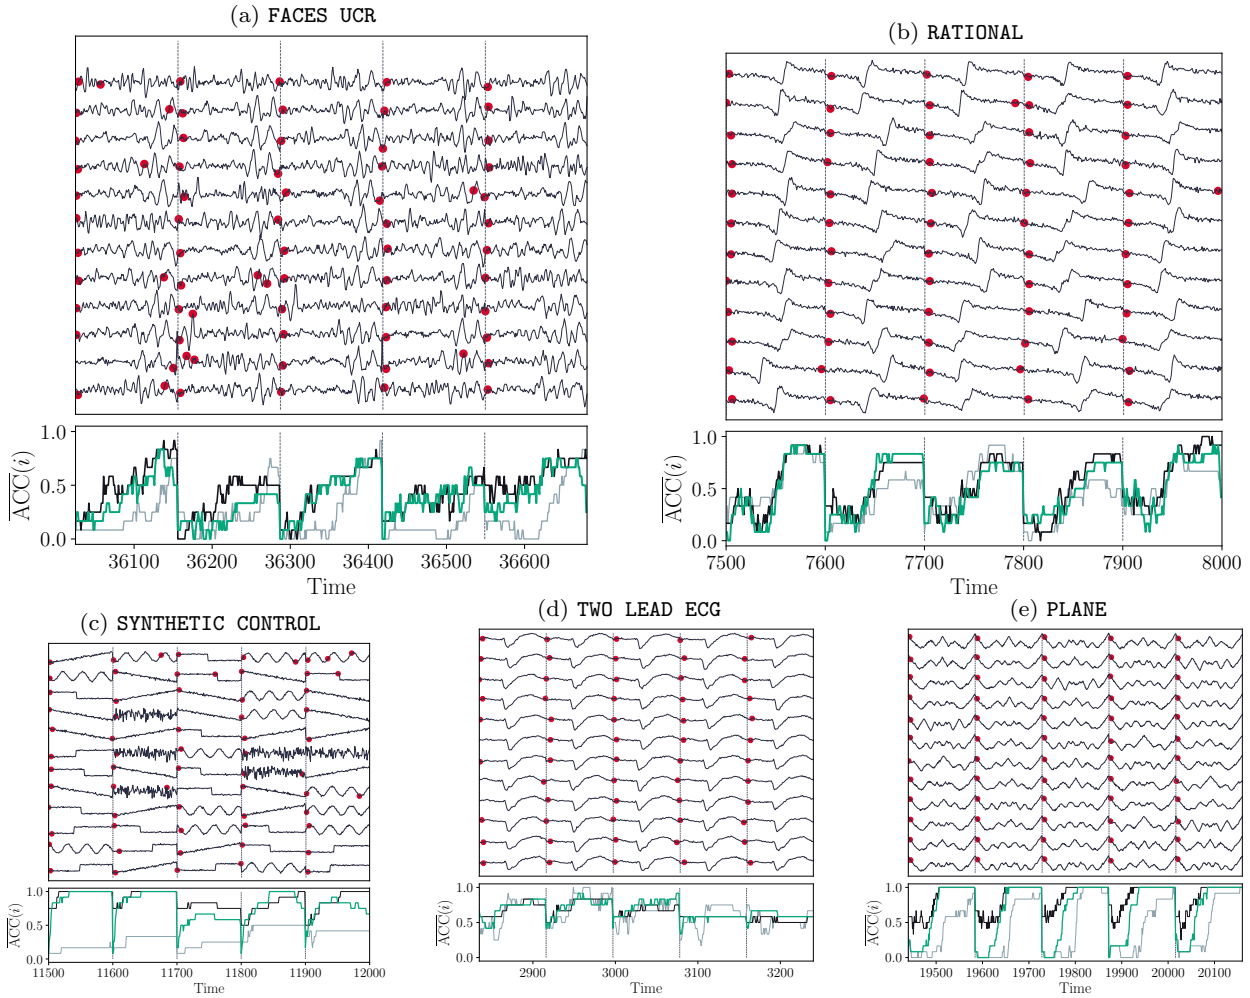 (a) FACES UCR
(b) RATIONAL
1.0
0.5
0.0
ACC(i)
36100 36200 36300 36400 36500 36600
Time
1.0
0.5
0.0
ACC(i)
7500 7600 7700 7800 7900 8000
Time
(c) SYNTHETIC CONTROL
(d) TWO LEAD ECG
(e) PLANE
1.0
0.5
0.0
ACC(i)
11500 11600 11700 11800 11900 12000
Time
1.0
0.5
0.0
ACC(i)
2900 3000 3100 3200
Time
1.0
0.5
0.0
ACC(i)
19500 19600 19700 19800 19900 20000 20100
Time